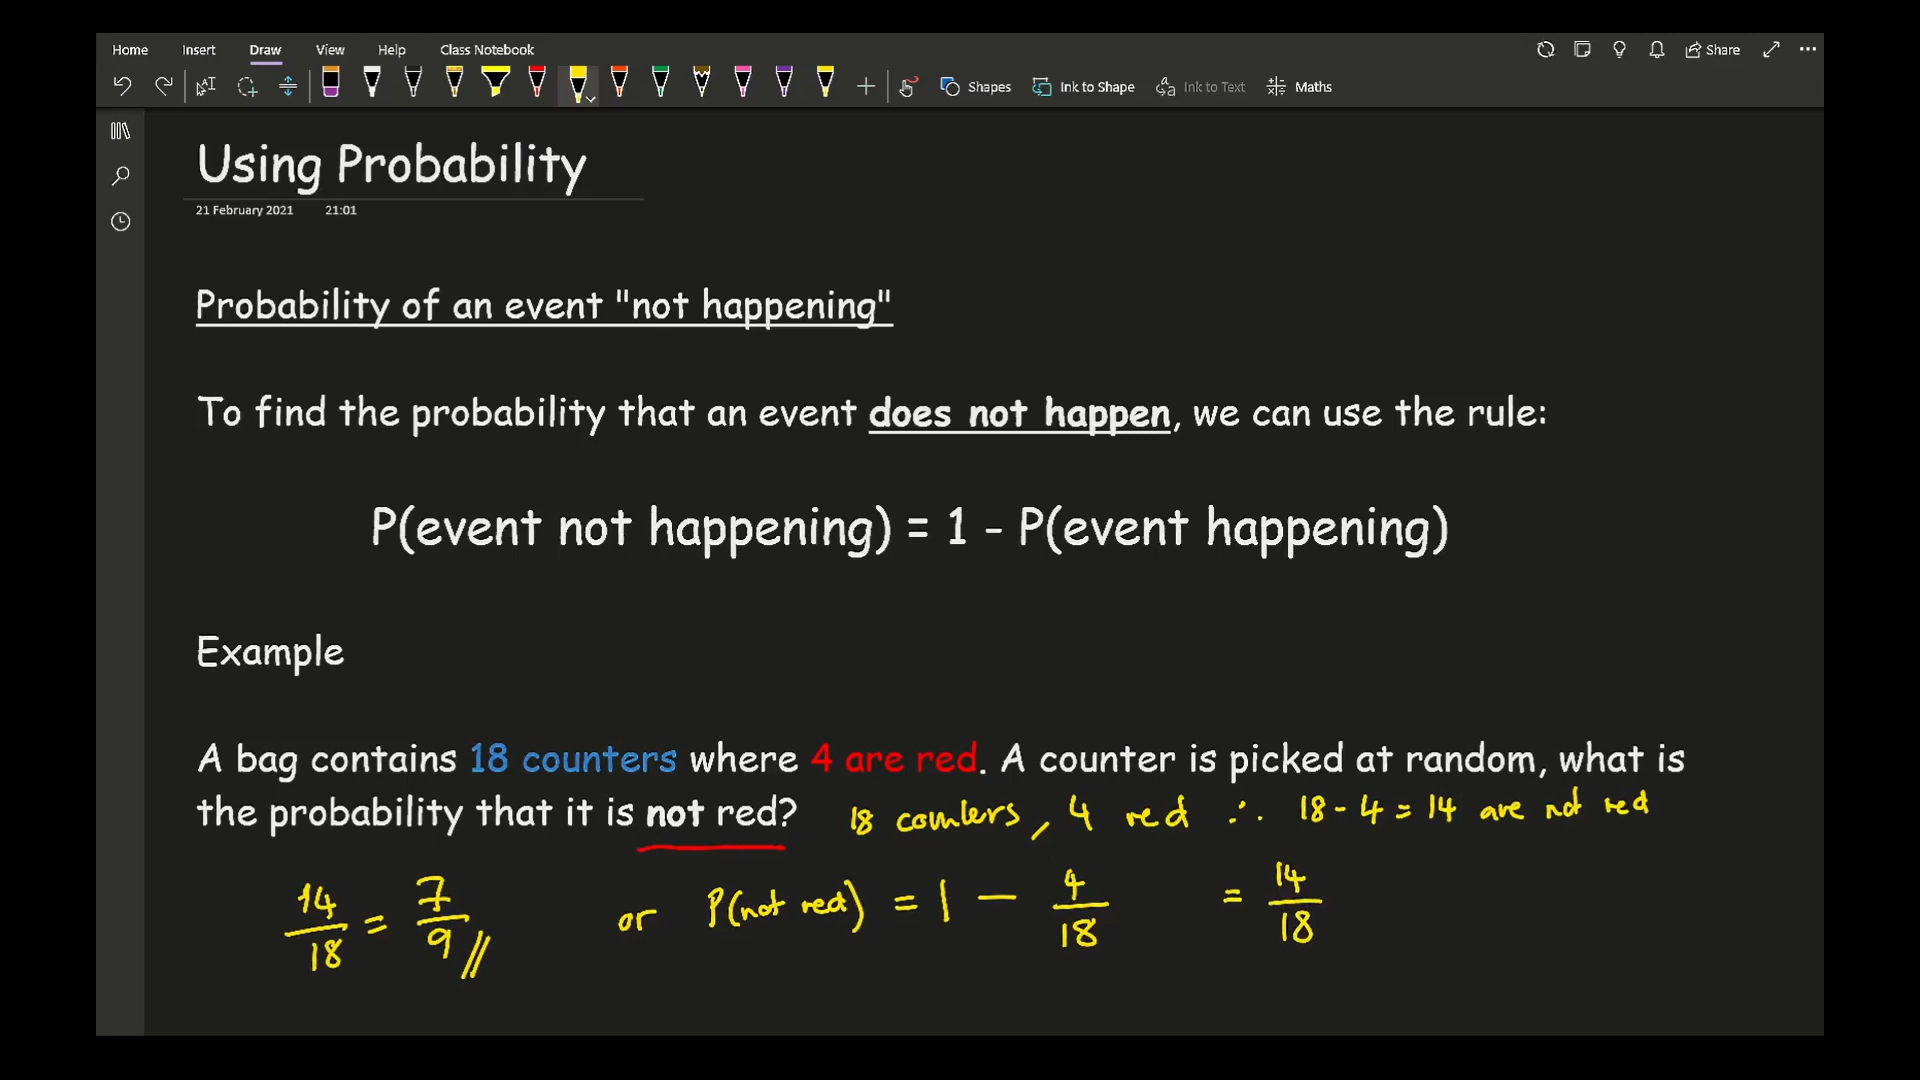 Home Insert Draw View Help Class Notebook Share
Shapes Ink to Shape Ink to Text Maths
Using Probability
21 February 2021 21:01
Probability of an event "not happening"
To find the probability that an event does not happen, we can use the rule:
P(event not happening) = 1 - P(event happening)
Example
A bag contains 18 counters where 4 are red. A counter is picked at random, what is
the probability that it is not red? 18 counters, 4 red ∴ 18 - 4 = 14 are not red
14/18 = 7/9 // or P(not red) = 1 - 4/18 = 14/18